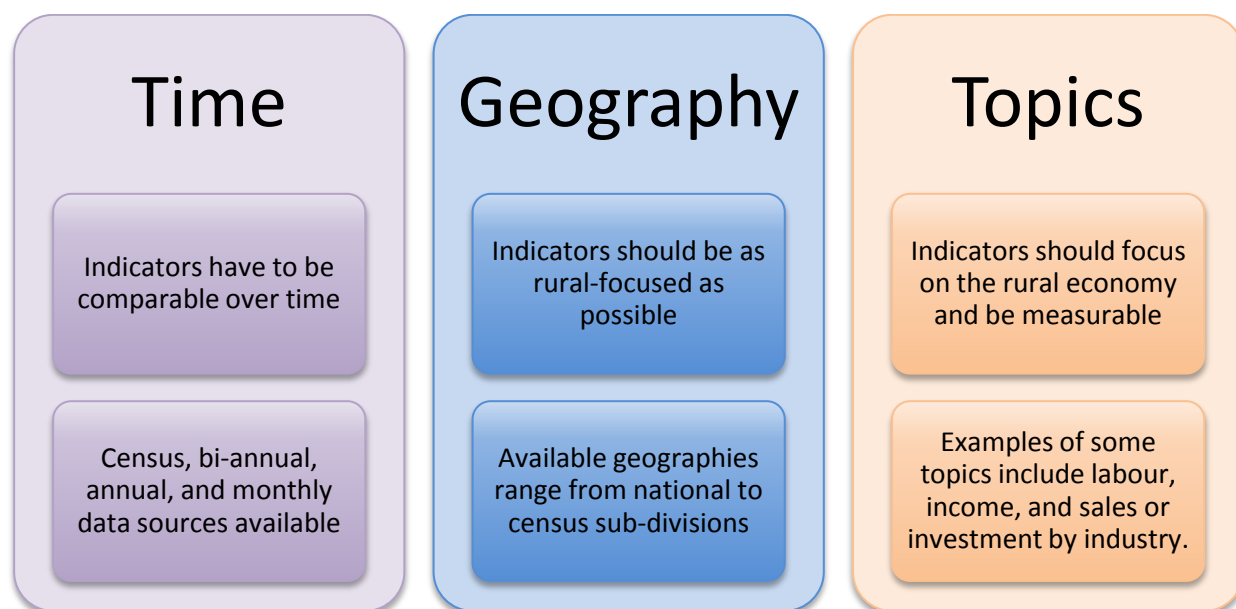 Time
Indicators have to be
comparable over time
Census, bi-annual,
annual, and monthly
data sources available
Geography
Indicators should be as
rural-focused as
possible
Available geographies
range from national to
census sub-divisions
Topics
Indicators should focus
on the rural economy
and be measurable
Examples of some
topics include labour,
income, and sales or
investment by industry.